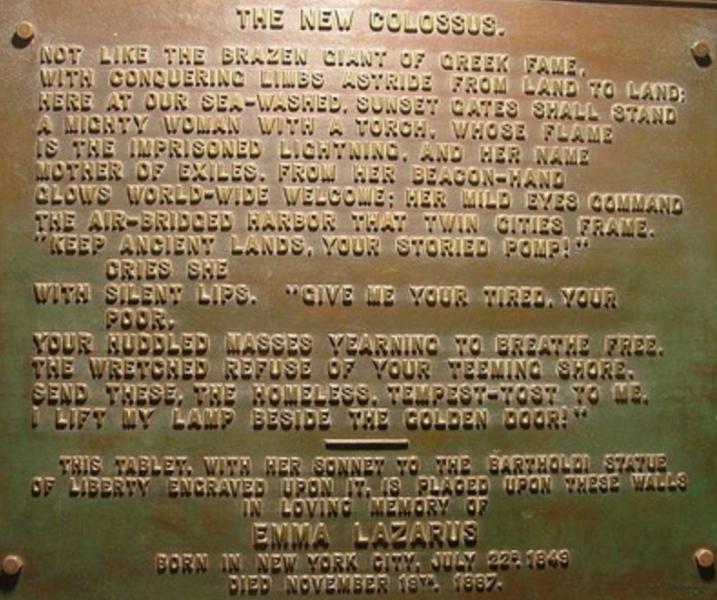 THE NEW COLOSSUS.
NOT LIKE THE BRAZEN GIANT OF GREEK FAME,
WITH CONQUERING LIMBS ASTRIDE FROM LAND TO LAND;
HERE AT OUR SEA-WASHED, SUNSET GATES SHALL STAND
A MIGHTY WOMAN WITH A TORCH, WHOSE FLAME
IS THE IMPRISONED LIGHTNING, AND HER NAME
MOTHER OF EXILES. FROM HER BEACON-HAND
GLOWS WORLD-WIDE WELCOME; HER MILD EYES COMMAND
THE AIR-BRIDGED HARBOR THAT TWIN CITIES FRAME.
"KEEP ANCIENT LANDS, YOUR STORIED POMP!"
CRIES SHE
WITH SILENT LIPS. "GIVE ME YOUR TIRED, YOUR
POOR,
YOUR HUDDLED MASSES YEARNING TO BREATHE FREE,
THE WRETCHED REFUSE OF YOUR TEEMING SHORE.
SEND THESE, THE HOMELESS, TEMPEST-TOST TO ME,
I LIFT MY LAMP BESIDE THE GOLDEN DOOR!"
THIS TABLET, WITH HER SONNET TO THE BARTHOLDI STATUE
OF LIBERTY ENGRAVED UPON IT, IS PLACED UPON THESE WALLS
IN LOVING MEMORY OF
EMMA LAZARUS
BORN IN NEW YORK CITY, JULY 22D, 1849
DIED NOVEMBER 19TH, 1887.